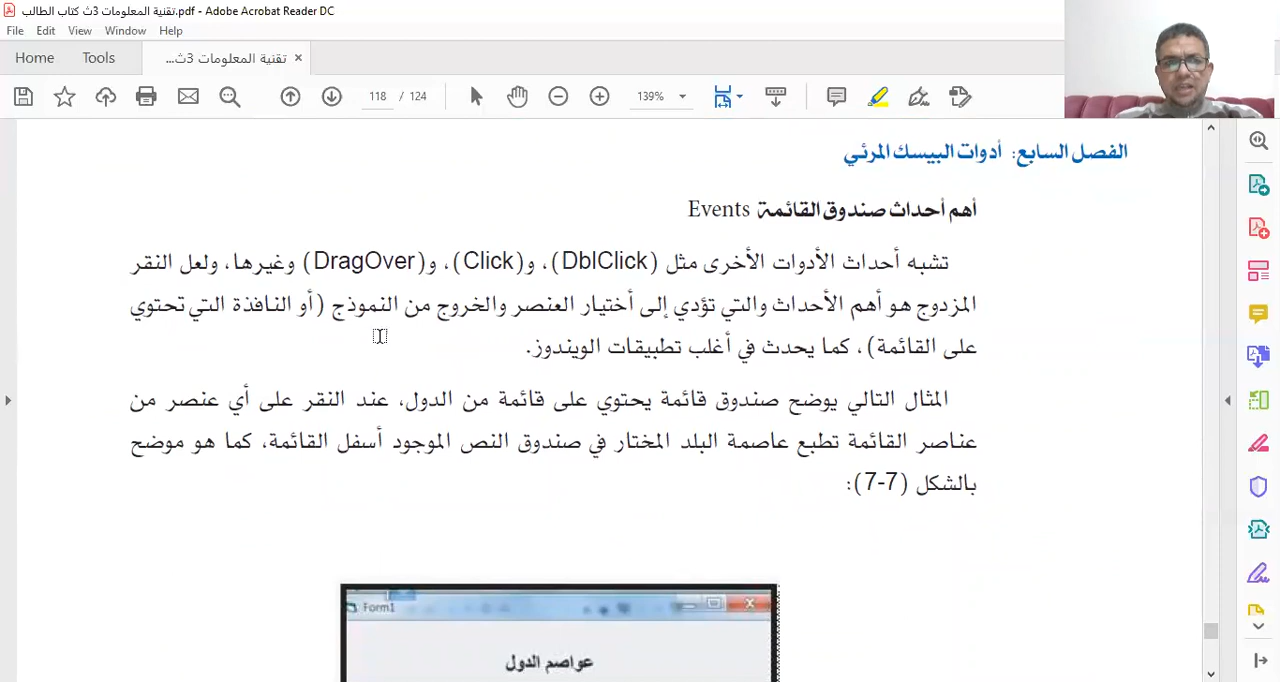 تقنية المعلومات 3ث كتاب الطالب.pdf - Adobe Acrobat Reader DC
File Edit View Window Help
Home Tools تقنية المعلومات 3ث... ×
118 / 124 139%
الفصل السابع: أدوات البيسك المرئي
أهم أحداث صندوق القائمة Events
تشبه أحداث الأدوات الأخرى مثل (DblClick)، و(Click)، و(DragOver) وغيرها، ولعل النقر
المزدوج هو أهم الأحداث والتي تؤدي إلى أختيار العنصر والخروج من النموذج (أو النافذة التي تحتوي
على القائمة)، كما يحدث في أغلب تطبيقات الويندوز.
المثال التالي يوضح صندوق قائمة يحتوي على قائمة من الدول، عند النقر على أي عنصر من
عناصر القائمة تطبع عاصمة البلد المختار في صندوق النص الموجود أسفل القائمة، كما هو موضح
بالشكل (7-7):
Form1
عواصم الدول